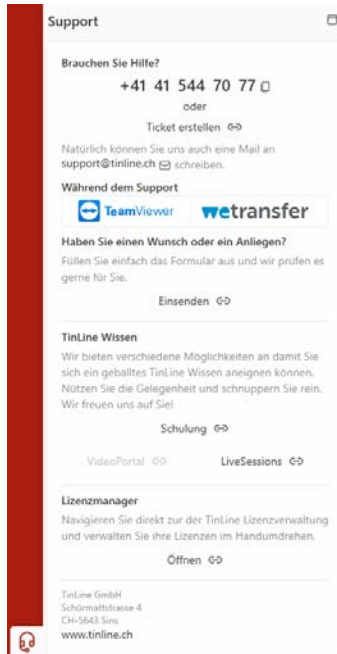 Support
Brauchen Sie Hilfe?
+41 41 544 70 77
oder
Ticket erstellen
Natürlich können Sie uns auch eine Mail an
support@tinline.ch schreiben.
Während dem Support
TeamViewer wetransfer
Haben Sie einen Wunsch oder ein Anliegen?
Füllen Sie einfach das Formular aus und wir prüfen es
gerne für Sie.
Einsenden
TinLine Wissen
Wir bieten verschiedene Möglichkeiten an damit Sie
sich ein geballtes TinLine Wissen aneignen können.
Nützen Sie die Gelegenheit und schnuppern Sie rein.
Wir freuen uns auf Sie!
Schulung
VideoPortal LiveSessions
Lizenzmanager
Navigieren Sie direkt zur der TinLine Lizenzverwaltung
und verwalten Sie ihre Lizenzen im Handumdrehen.
Öffnen
TinLine GmbH
Schürmattstrasse 4
CH-5643 Sins
www.tinline.ch